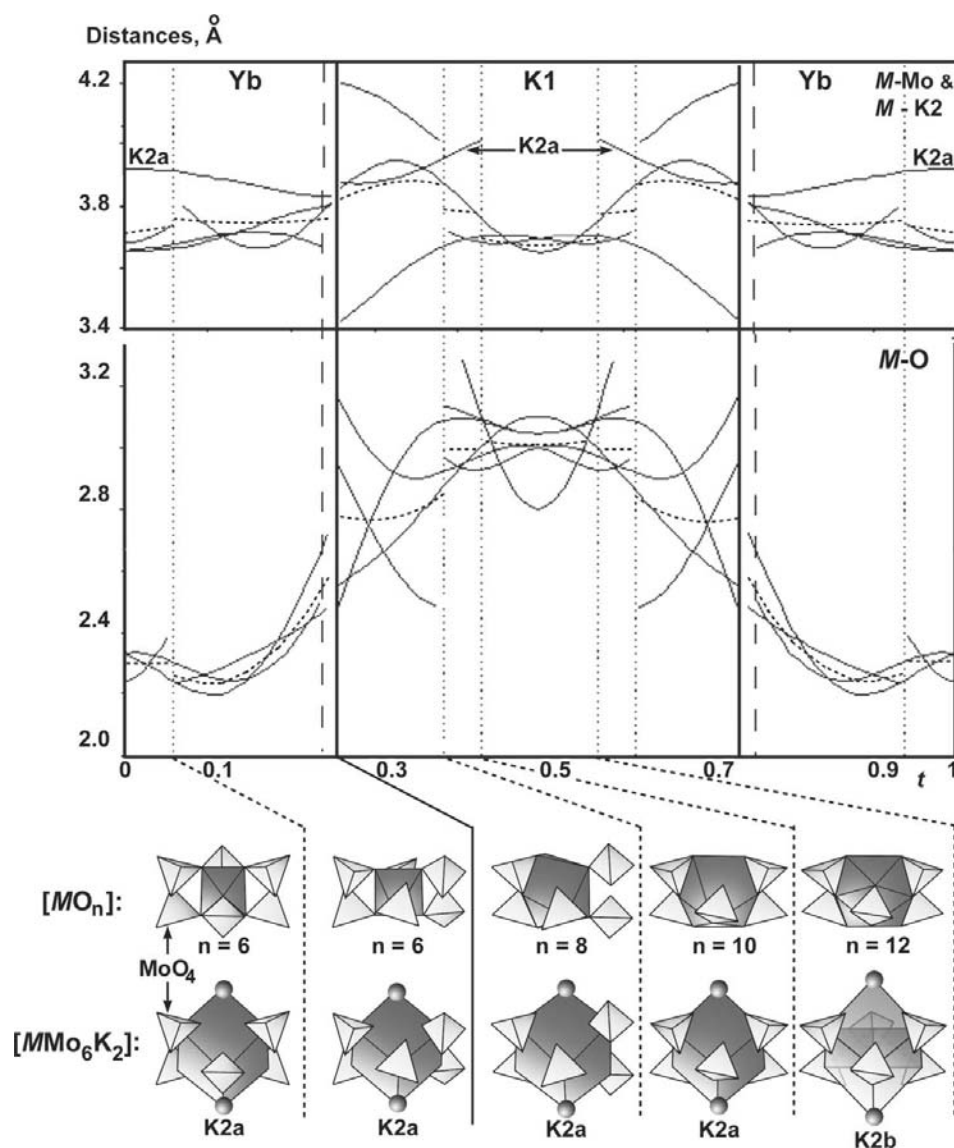 Distances, Å
Yb K1 Yb M-Mo &
M - K2
4.2
K2a K2a K2a
3.8
3.4
M-O
3.2
2.8
2.4
2.0
0 0.1 0.3 0.5 0.7 0.9 t 1
[MOn]:
n = 6 n = 6 n = 8 n = 10 n = 12
MoO4
[MMo6K2]:
K2a K2a K2a K2a K2b